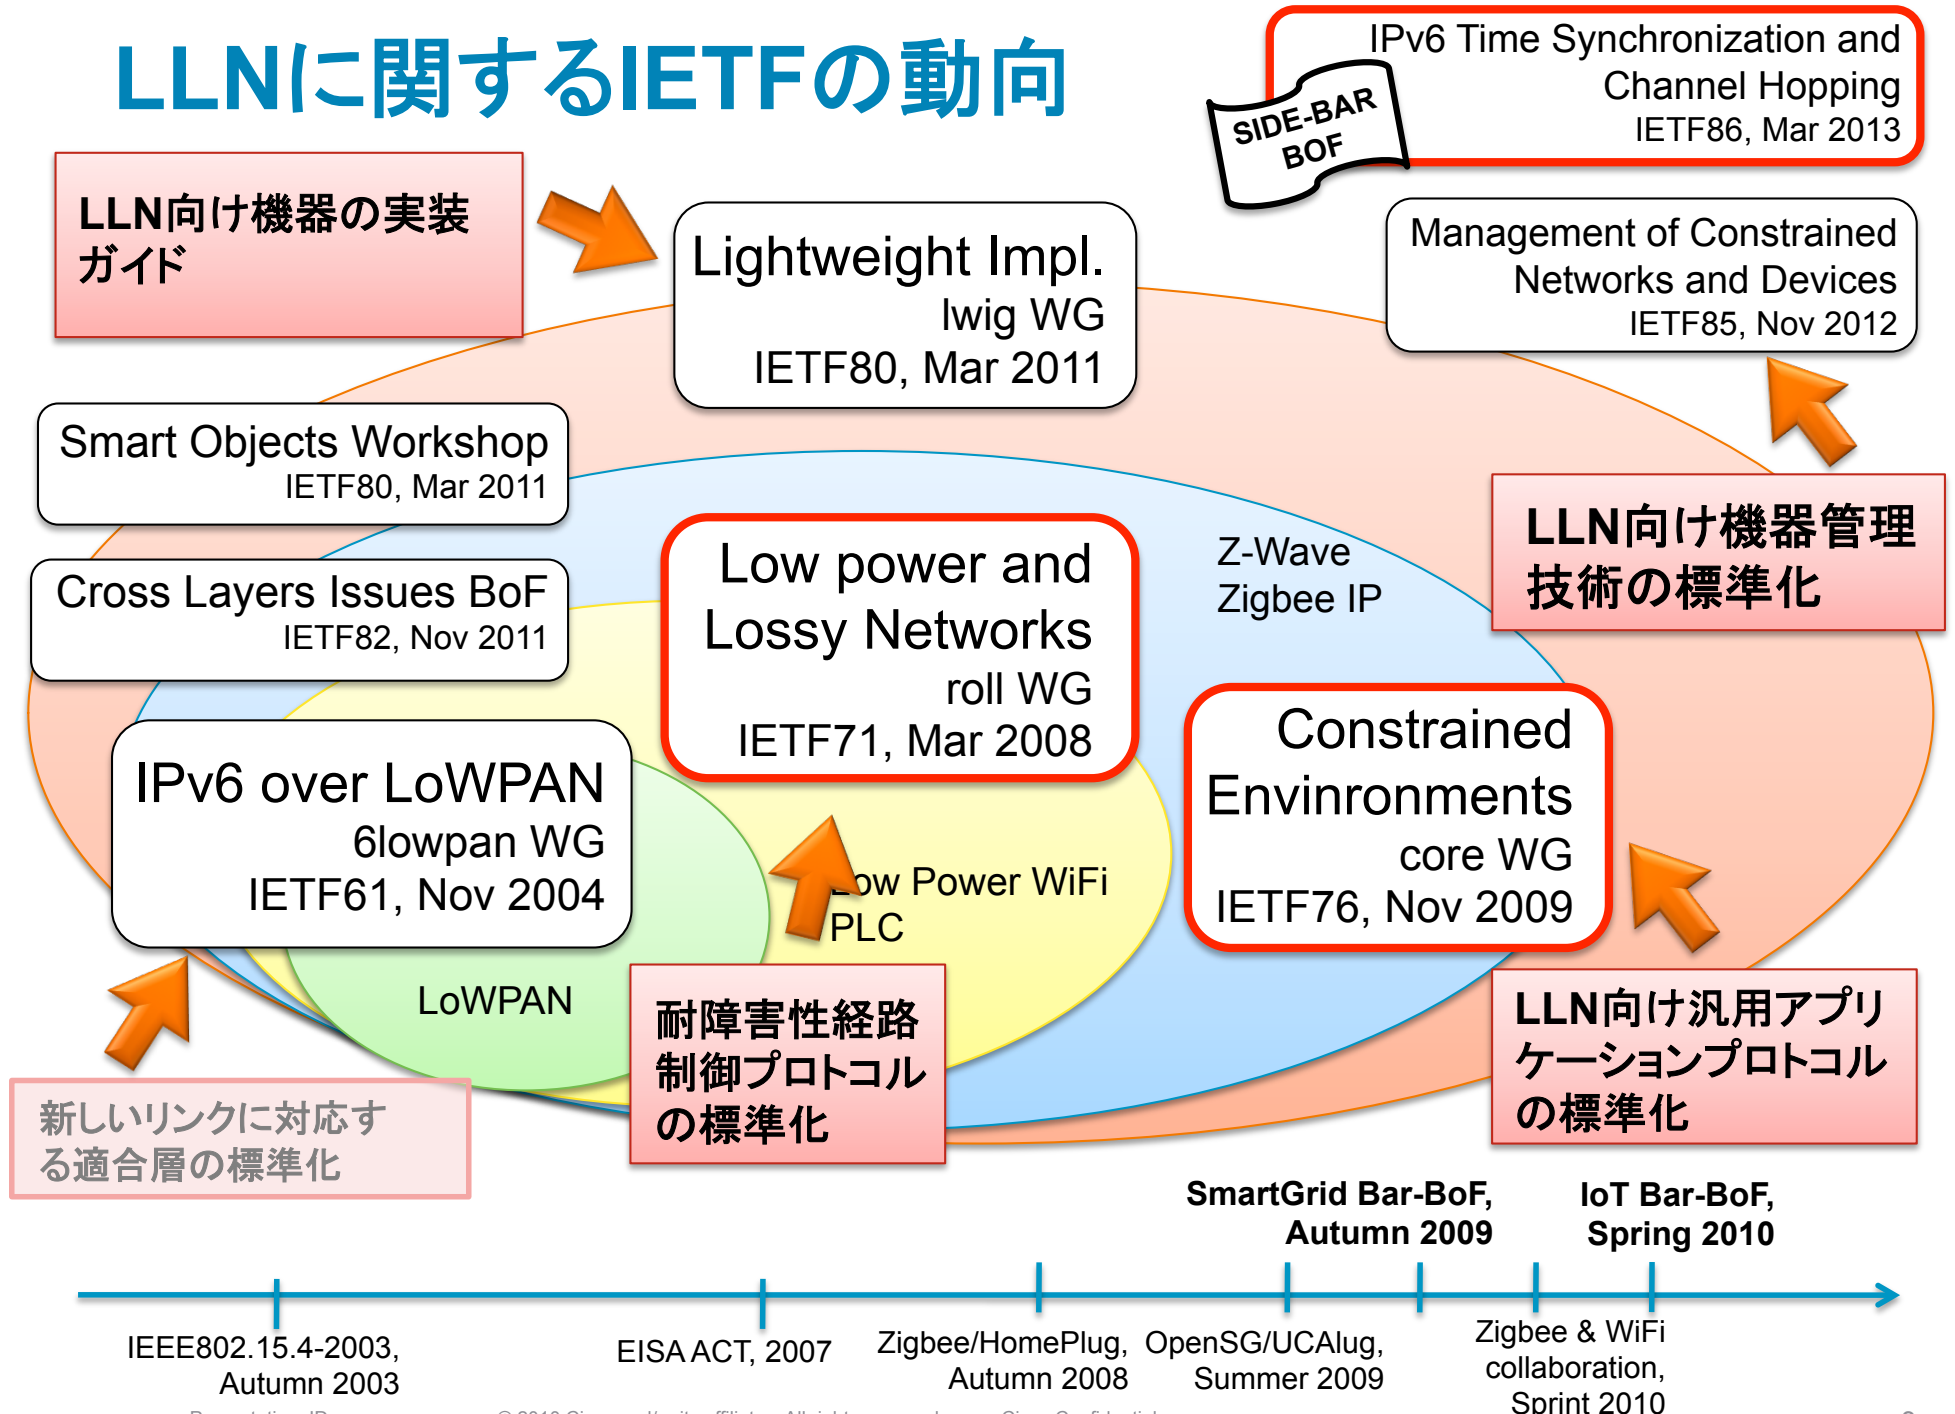 LLNに関するIETFの動向
IPv6 Time Synchronization and
Channel Hopping
IETF86, Mar 2013
SIDE-BAR
BOF
LLN向け機器の実装
ガイド
Lightweight Impl.
lwig WG
IETF80, Mar 2011
Management of Constrained
Networks and Devices
IETF85, Nov 2012
Smart Objects Workshop
IETF80, Mar 2011
Cross Layers Issues BoF
IETF82, Nov 2011
Low power and
Lossy Networks
roll WG
IETF71, Mar 2008
Z-Wave
Zigbee IP
LLN向け機器管理
技術の標準化
IPv6 over LoWPAN
6lowpan WG
IETF61, Nov 2004
Constrained
Envinronments
core WG
IETF76, Nov 2009
Low Power WiFi
PLC
LoWPAN
耐障害性経路
制御プロトコル
の標準化
LLN向け汎用アプリ
ケーションプロトコル
の標準化
新しいリンクに対応す
る適合層の標準化
SmartGrid Bar-BoF,
Autumn 2009
IoT Bar-BoF,
Spring 2010
IEEE802.15.4-2003,
Autumn 2003
EISA ACT, 2007
Zigbee/HomePlug,
Autumn 2008
OpenSG/UCAlug,
Summer 2009
Zigbee & WiFi
collaboration,
Sprint 2010